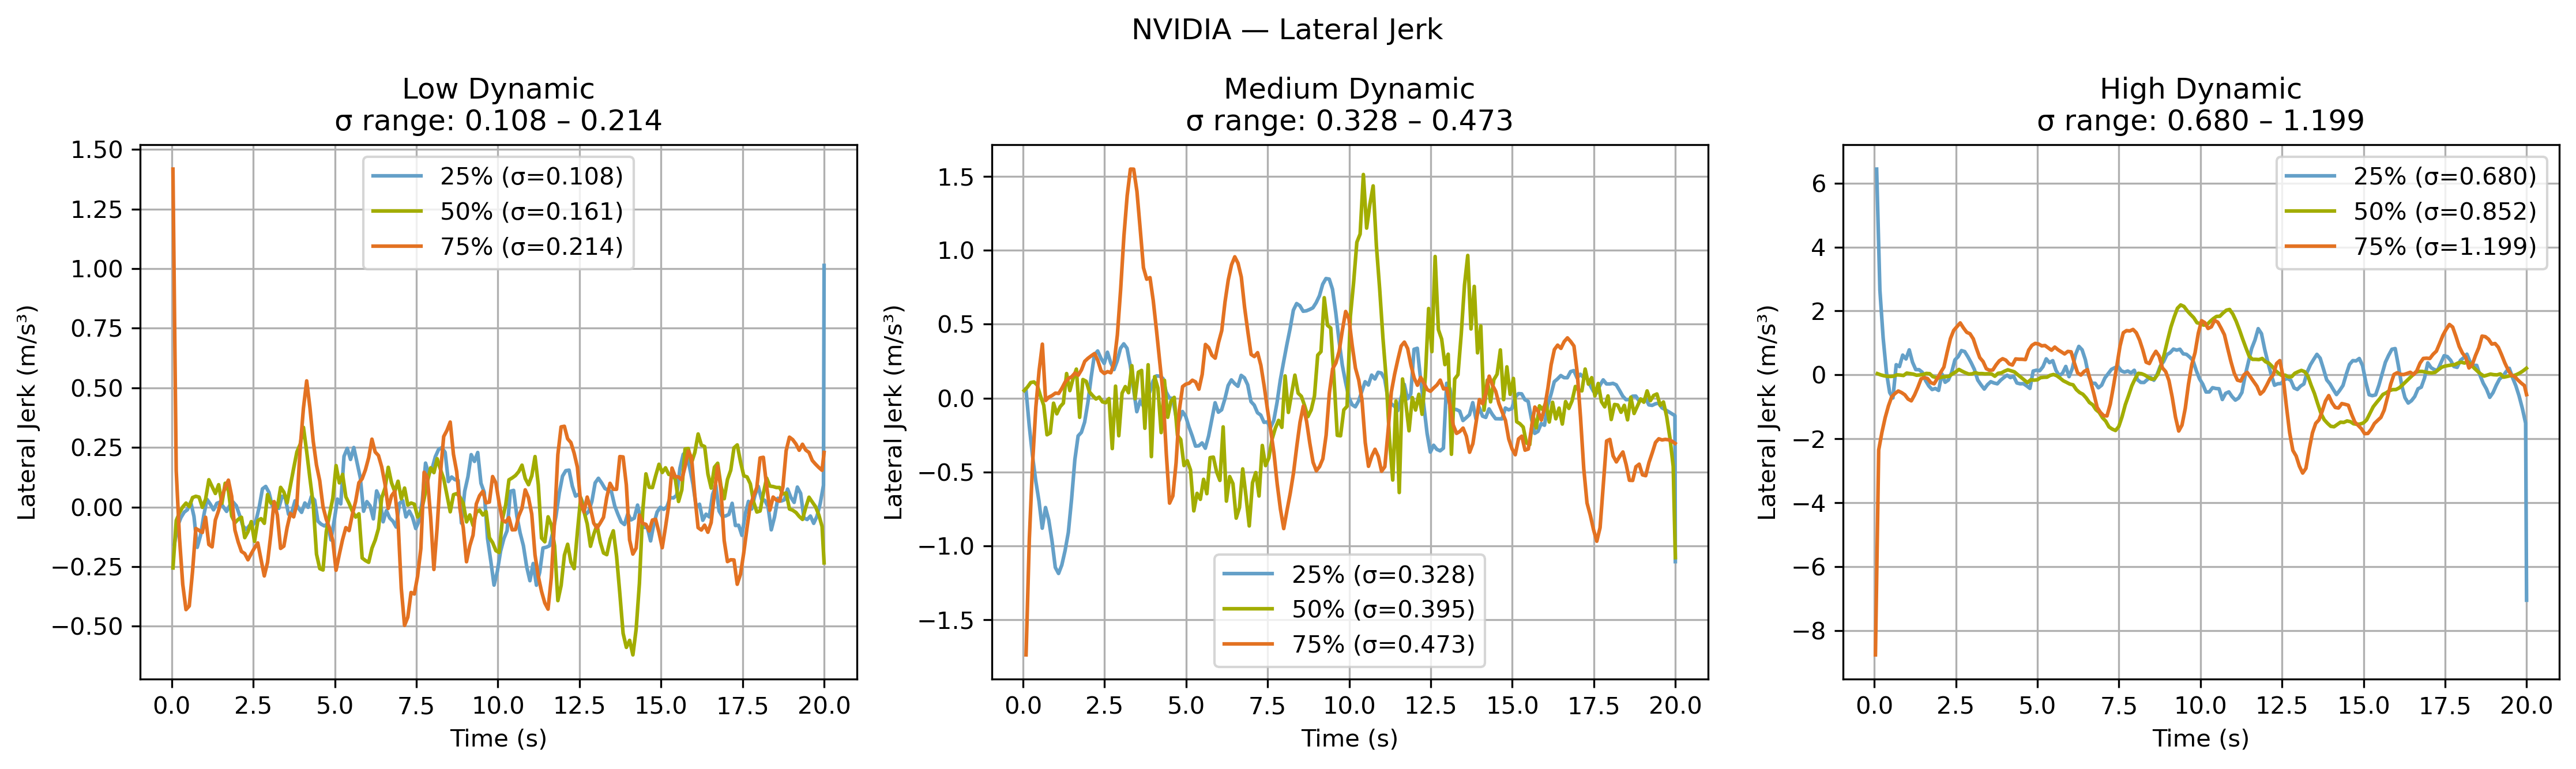 NVIDIA — Lateral Jerk
Low Dynamic
σ range: 0.108 – 0.214
Lateral Jerk (m/s³)
1.50
1.25
1.00
0.75
0.50
0.25
0.00
−0.25
−0.50
25% (σ=0.108)
50% (σ=0.161)
75% (σ=0.214)
0.0 2.5 5.0 7.5 10.0 12.5 15.0 17.5 20.0
Time (s)
Medium Dynamic
σ range: 0.328 – 0.473
Lateral Jerk (m/s³)
1.5
1.0
0.5
0.0
−0.5
−1.0
−1.5
25% (σ=0.328)
50% (σ=0.395)
75% (σ=0.473)
0.0 2.5 5.0 7.5 10.0 12.5 15.0 17.5 20.0
Time (s)
High Dynamic
σ range: 0.680 – 1.199
Lateral Jerk (m/s³)
6
4
2
0
−2
−4
−6
−8
25% (σ=0.680)
50% (σ=0.852)
75% (σ=1.199)
0.0 2.5 5.0 7.5 10.0 12.5 15.0 17.5 20.0
Time (s)